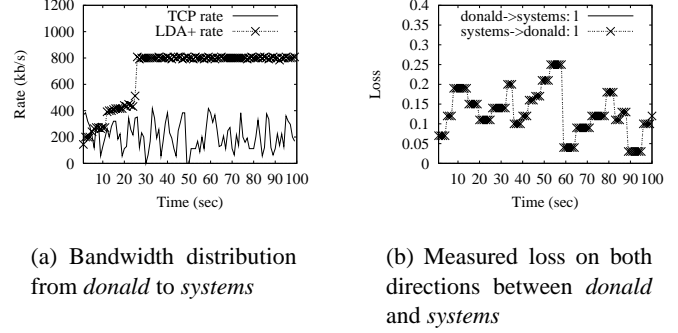 TCP rate
LDA+ rate
Rate (kb/s)
1200
1000
800
600
400
200
0
10 20 30 40 50 60 70 80 90 100
Time (sec)
(a) Bandwidth distribution
from donald to systems
donald->systems: l
systems->donald: l
Loss
0.4
0.35
0.3
0.25
0.2
0.15
0.1
0.05
0
10 20 30 40 50 60 70 80 90 100
Time (sec)
(b) Measured loss on both
directions between donald
and systems